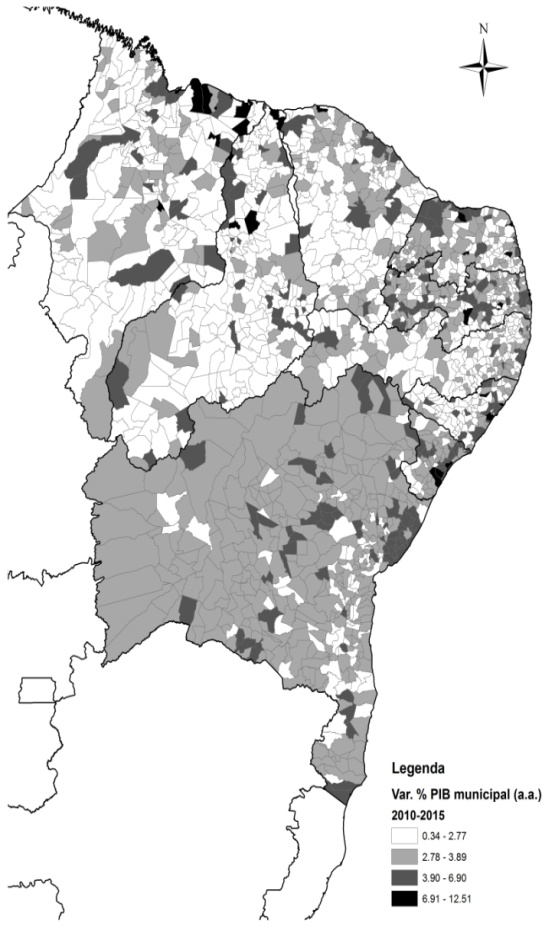 N
Legenda
Var. % PIB municipal (a.a.)
2010-2015
0.34 - 2.77
2.78 - 3.89
3.90 - 6.90
6.91 - 12.51